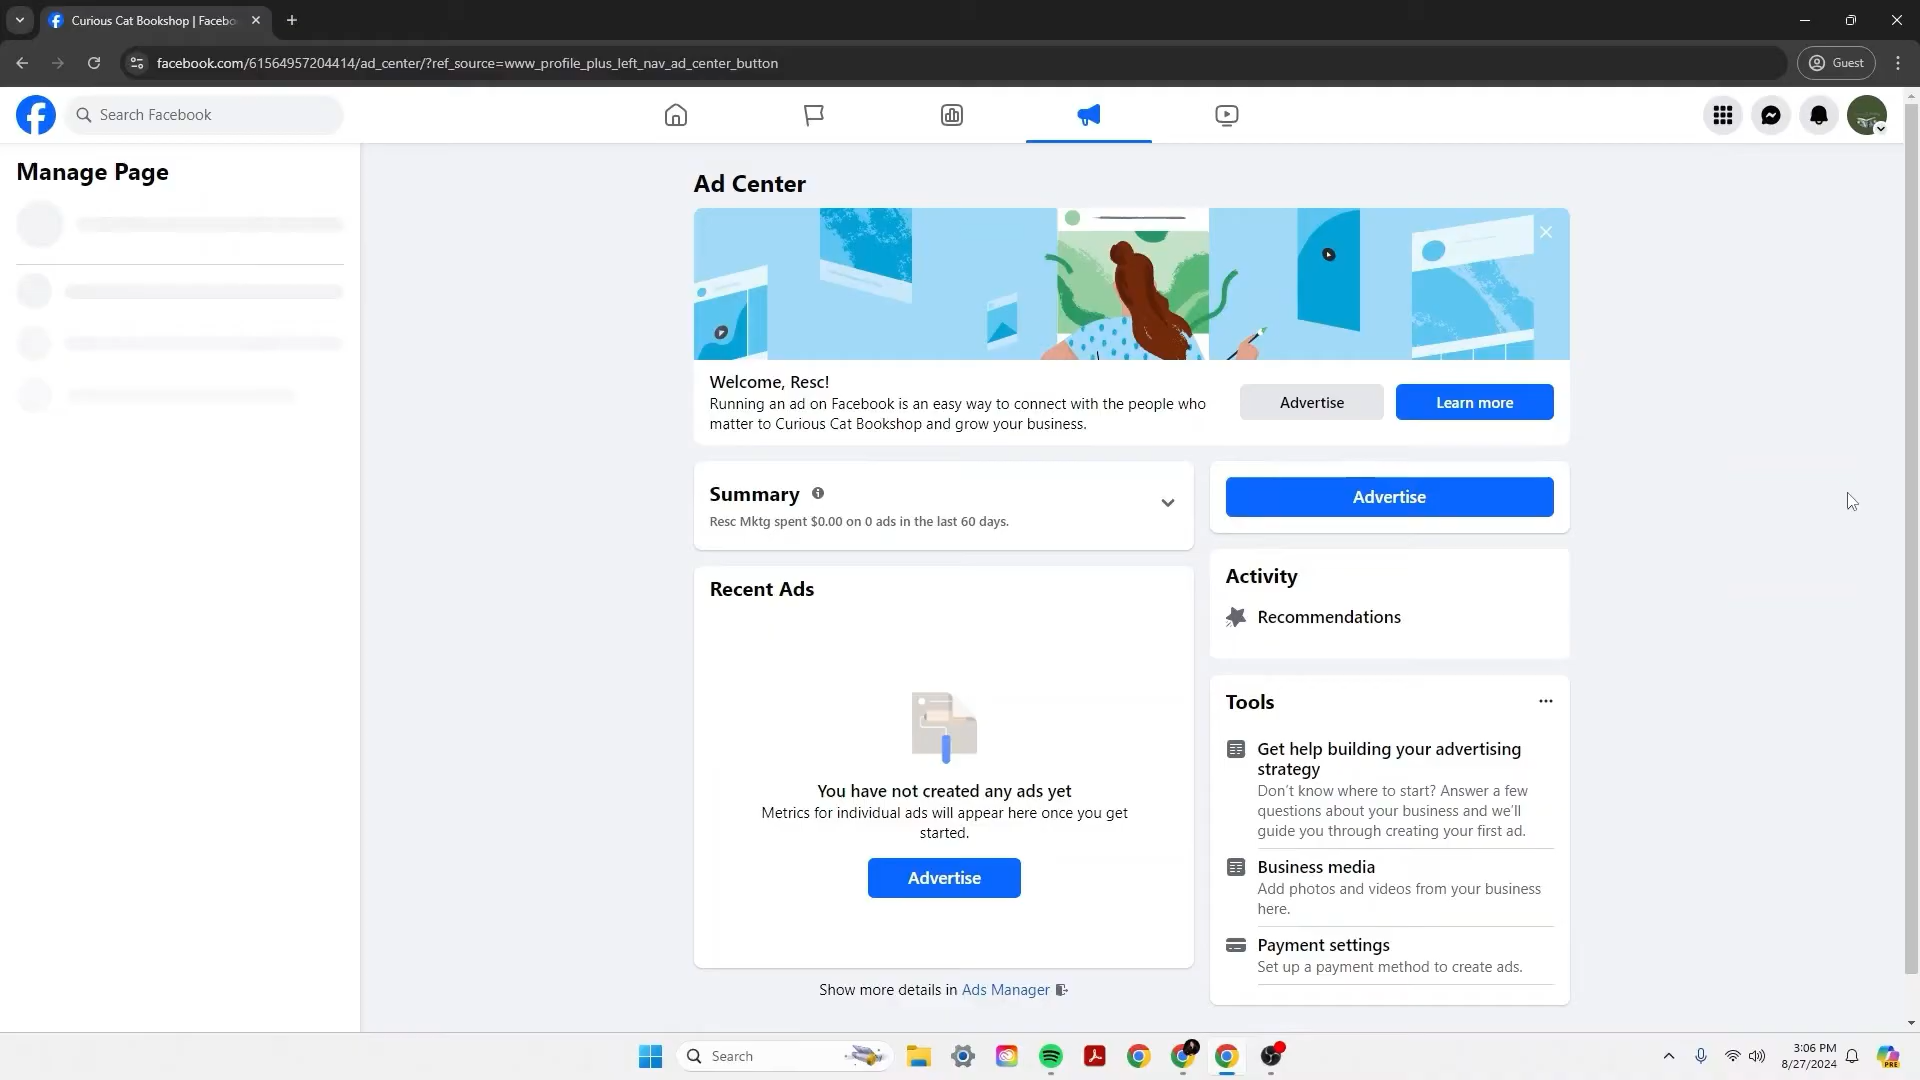 Curious Cat Bookshop | Facebo
facebook.com/61564957204414/ad_center/?ref_source=www_profile_plus_left_nav_ad_center_button
Guest
Search Facebook
Manage Page
Ad Center
Welcome, Resc!
Running an ad on Facebook is an easy way to connect with the people who
matter to Curious Cat Bookshop and grow your business.
Advertise
Learn more
Summary
Resc Mktg spent $0.00 on 0 ads in the last 60 days.
Advertise
Recent Ads
You have not created any ads yet
Metrics for individual ads will appear here once you get
started.
Advertise
Show more details in Ads Manager
Activity
Recommendations
Tools
Get help building your advertising
strategy
Don't know where to start? Answer a few
questions about your business and we'll
guide you through creating your first ad.
Business media
Add photos and videos from your business
here.
Payment settings
Set up a payment method to create ads.
Search
3:06 PM
8/27/2024
PRE